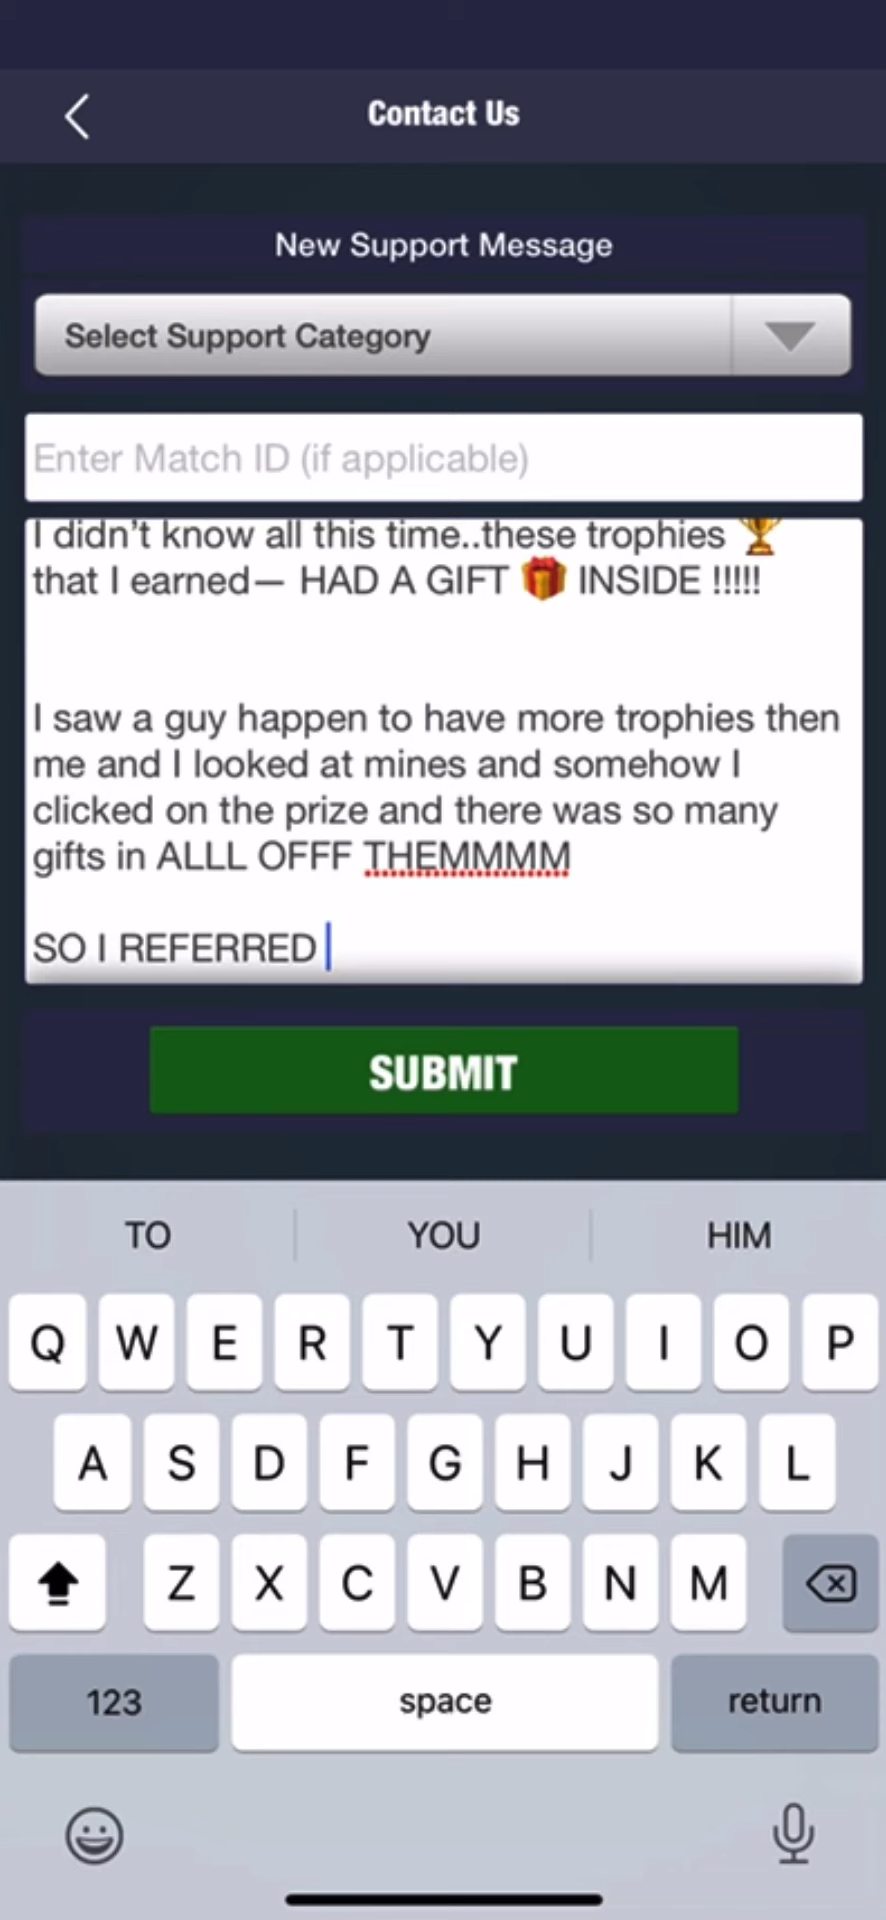 Contact Us
New Support Message
Select Support Category
Enter Match ID (if applicable)
I didn’t know all this time..these trophies 🏆
that I earned— HAD A GIFT 🎁 INSIDE !!!!!
I saw a guy happen to have more trophies then
me and I looked at mines and somehow I
clicked on the prize and there was so many
gifts in ALLL OFFF THEMMMM
SO I REFERRED
SUBMIT
TO YOU HIM
Q W E R T Y U I O P
A S D F G H J K L
Z X C V B N M
123 space return